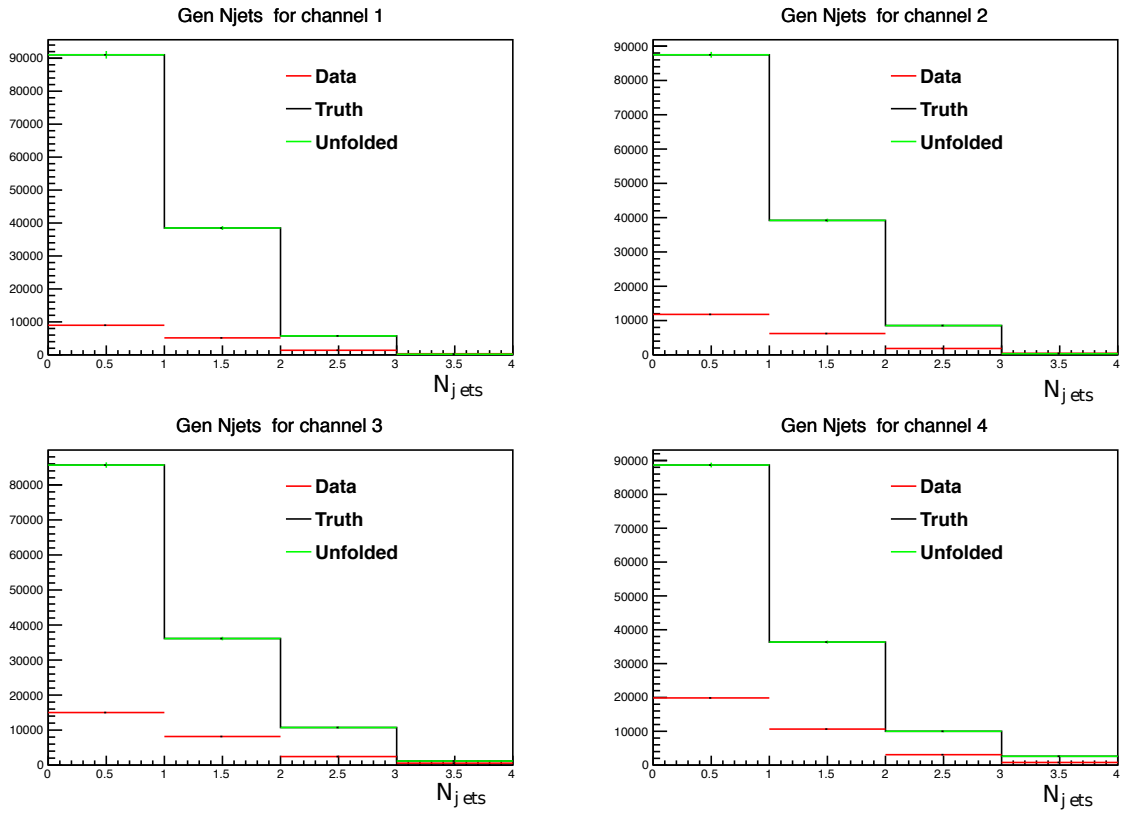 Gen Njets for channel 1
90000
80000
70000
60000
50000
40000
30000
20000
10000
0
Data
Truth
Unfolded
0 0.5 1 1.5 2 2.5 3 3.5 4
Njets
Gen Njets for channel 2
90000
80000
70000
60000
50000
40000
30000
20000
10000
0
Data
Truth
Unfolded
0 0.5 1 1.5 2 2.5 3 3.5 4
Njets
Gen Njets for channel 3
80000
70000
60000
50000
40000
30000
20000
10000
0
Data
Truth
Unfolded
0 0.5 1 1.5 2 2.5 3 3.5 4
Njets
Gen Njets for channel 4
90000
80000
70000
60000
50000
40000
30000
20000
10000
0
Data
Truth
Unfolded
0 0.5 1 1.5 2 2.5 3 3.5 4
Njets